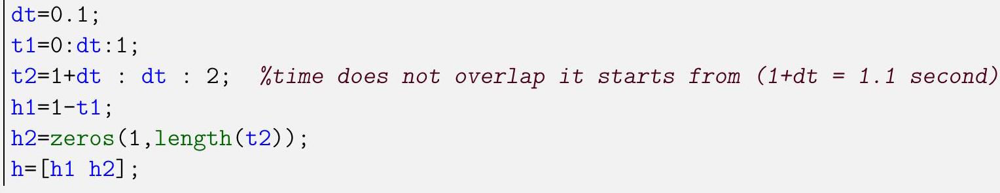 dt=0.1;
t1=0:dt:1;
t2=1+dt : dt : 2;  %time does not overlap it starts from (1+dt = 1.1 second)
h1=1-t1;
h2=zeros(1,length(t2));
h=[h1 h2];